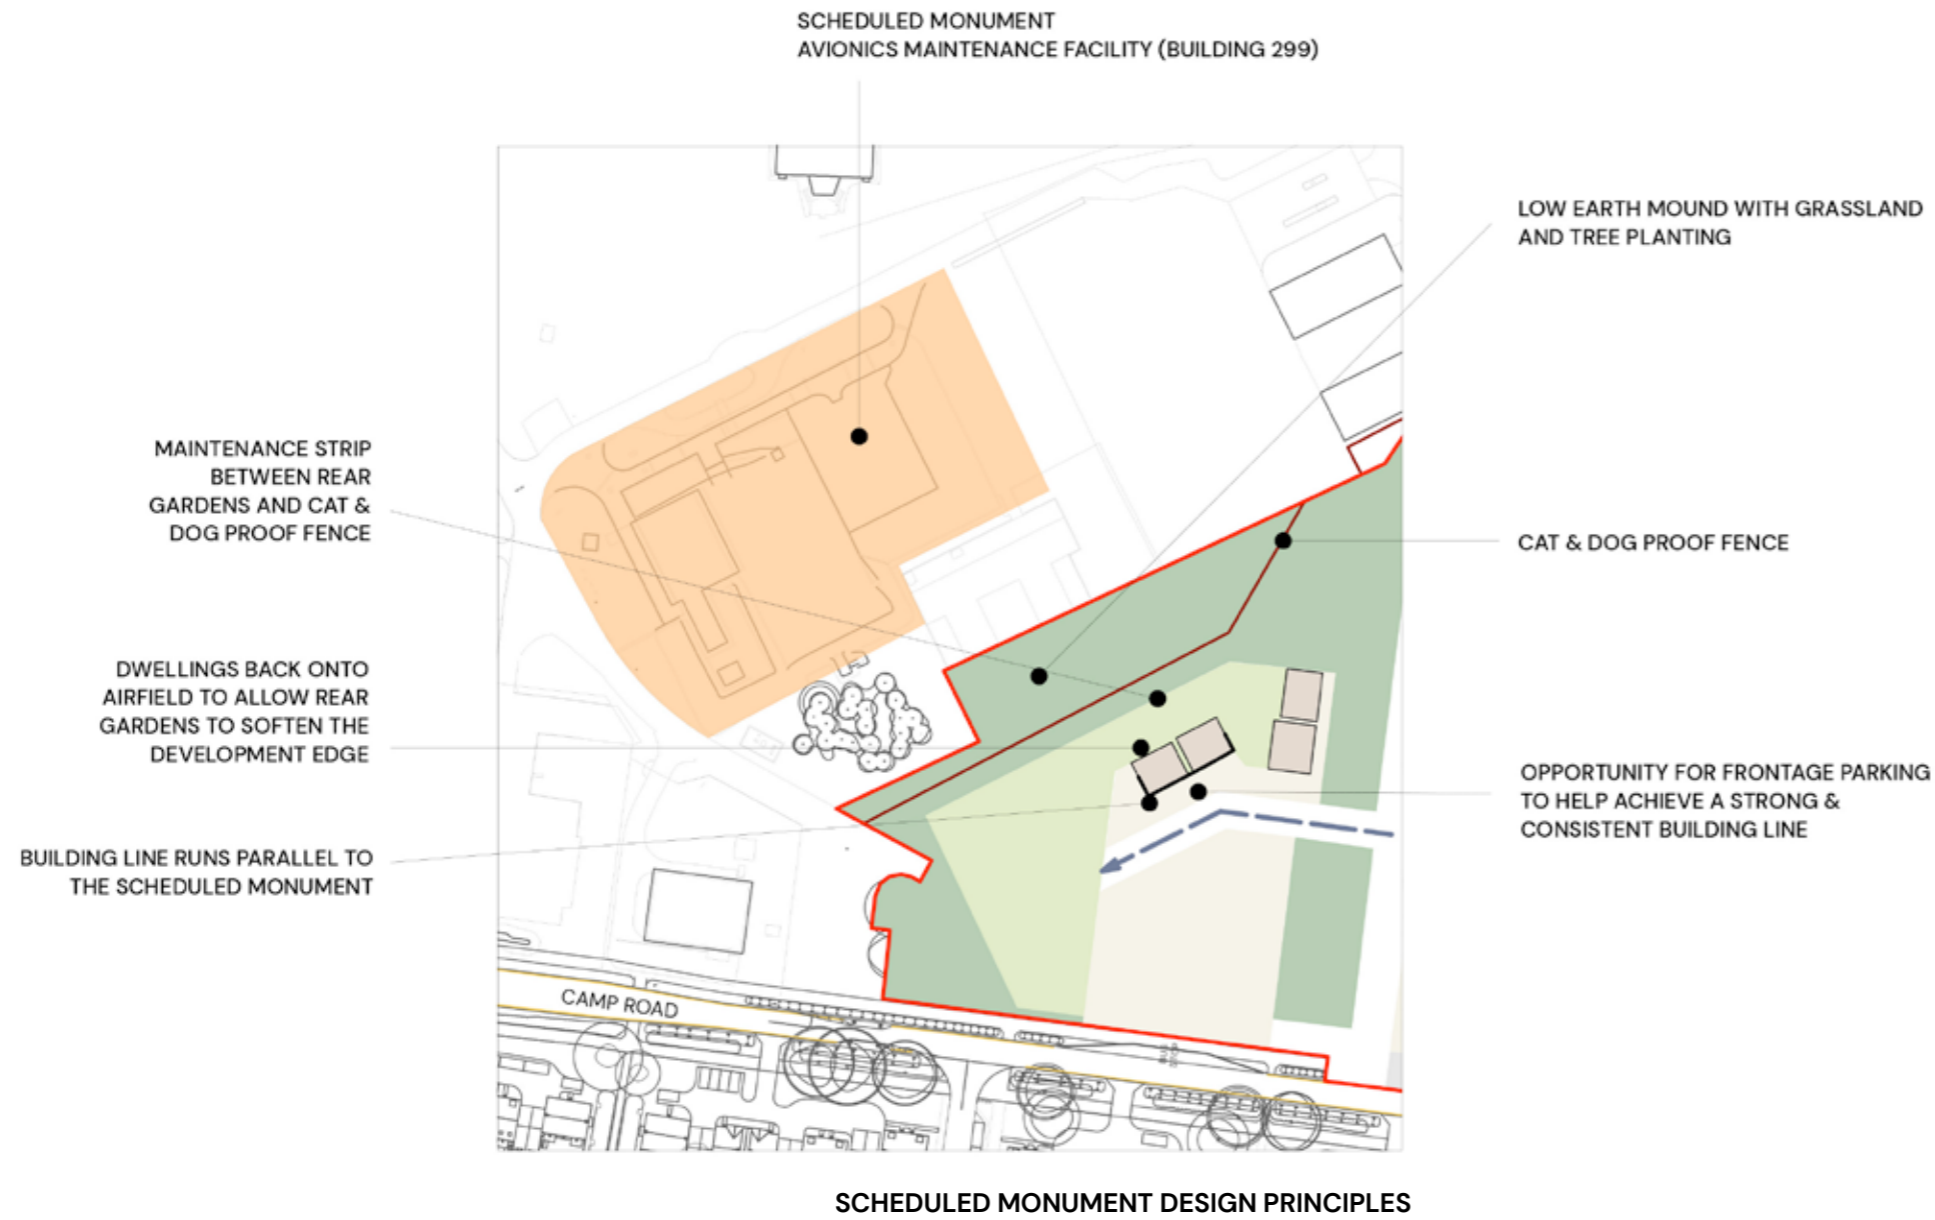 SCHEDULED MONUMENT
AVIONICS MAINTENANCE FACILITY (BUILDING 299)
LOW EARTH MOUND WITH GRASSLAND
AND TREE PLANTING
MAINTENANCE STRIP
BETWEEN REAR
GARDENS AND CAT &
DOG PROOF FENCE
CAT & DOG PROOF FENCE
DWELLINGS BACK ONTO
AIRFIELD TO ALLOW REAR
GARDENS TO SOFTEN THE
DEVELOPMENT EDGE
OPPORTUNITY FOR FRONTAGE PARKING
TO HELP ACHIEVE A STRONG &
CONSISTENT BUILDING LINE
BUILDING LINE RUNS PARALLEL TO
THE SCHEDULED MONUMENT
CAMP ROAD
SCHEDULED MONUMENT DESIGN PRINCIPLES